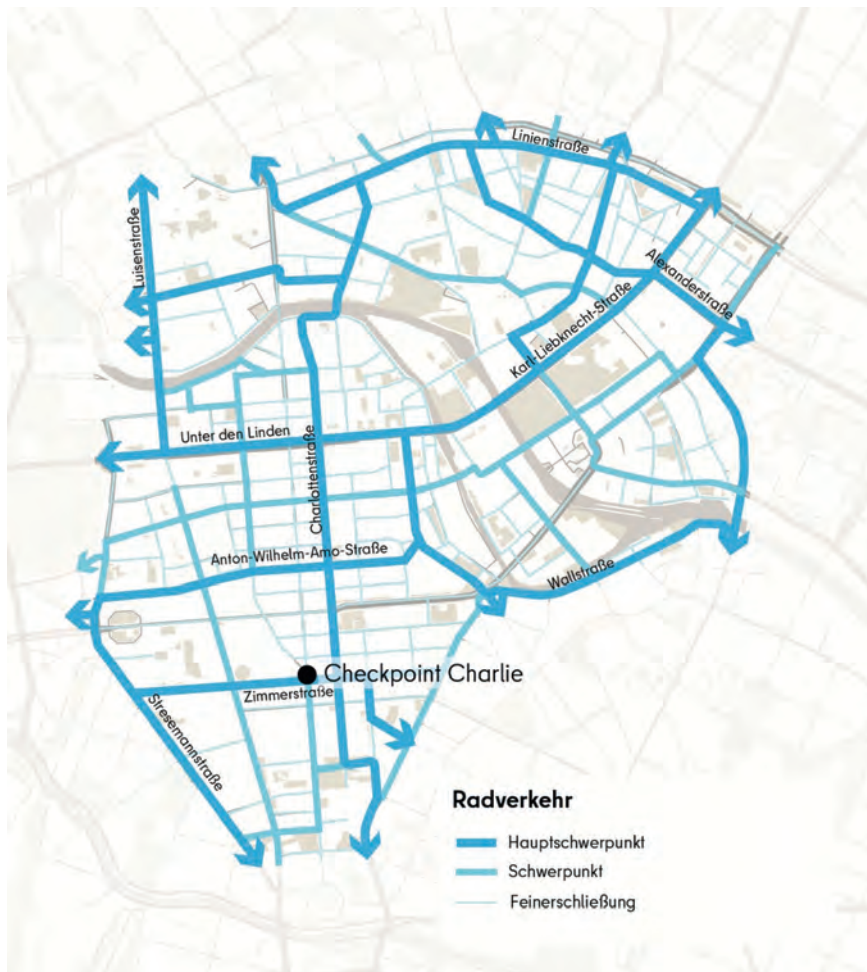 Linienstraße
Luisenstraße
Alexanderstraße
Karl-Liebknecht-Straße
Unter den Linden
Charlottenstraße
Anton-Wilhelm-Amo-Straße
Wallstraße
Checkpoint Charlie
Zimmerstraße
Stresemannstraße
Radverkehr
Hauptschwerpunkt
Schwerpunkt
Feinerschließung